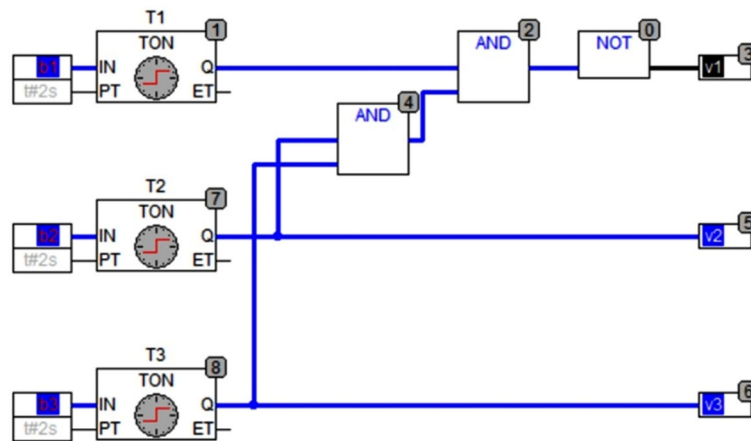 T1
1
TON
b1
IN
Q
t#2s
PT
ET
AND
2
NOT
0
v1
3
AND
4
T2
7
TON
b2
IN
Q
t#2s
PT
ET
v2
5
T3
8
TON
b3
IN
Q
t#2s
PT
ET
v3
6